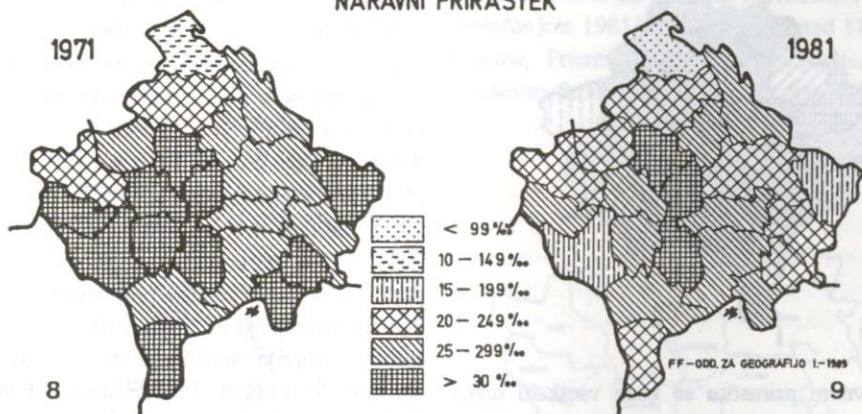 NARAVNI PRIRASTEK
1971
1981
< 99‰
10 – 149‰
15 – 199‰
20 – 249‰
25 – 299‰
> 30 ‰
FF – ODD. ZA GEOGRAFIJO L. – 1989
8
9